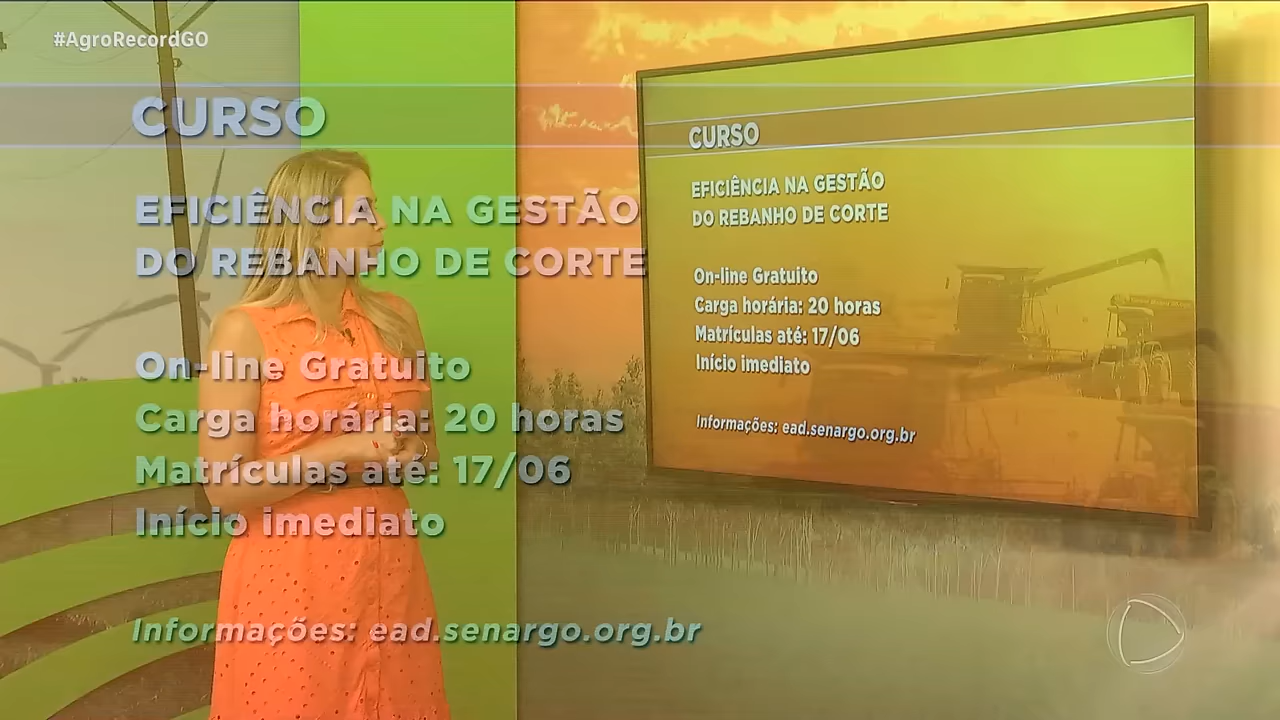 #AgroRecordGO
CURSO
EFICIÊNCIA NA GESTÃO
DO REBANHO DE CORTE
On-line Gratuito
Carga horária: 20 horas
Matrículas até: 17/06
Início imediato
Informações: ead.senargo.org.br
CURSO
EFICIÊNCIA NA GESTÃO
DO REBANHO DE CORTE
On-line Gratuito
Carga horária: 20 horas
Matrículas até: 17/06
Início imediato
Informações: ead.senargo.org.br